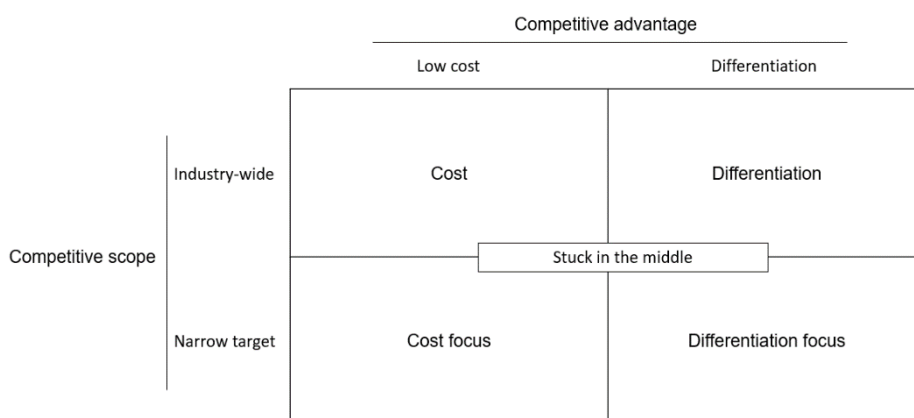 Competitive advantage
Low cost
Differentiation
Industry-wide
Cost
Differentiation
Competitive scope
Stuck in the middle
Narrow target
Cost focus
Differentiation focus